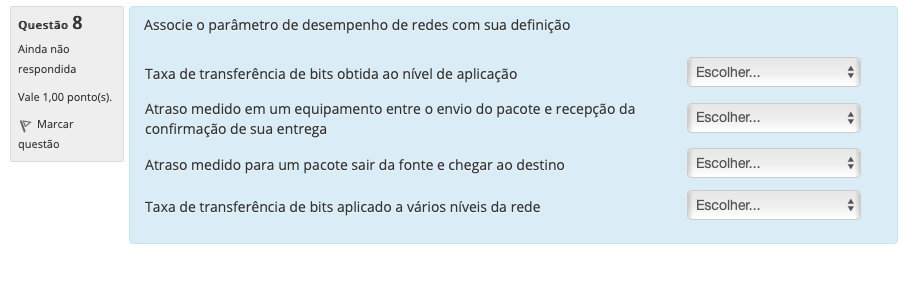 Questão 8
Ainda não
respondida
Vale 1,00 ponto(s).
Marcar
questão
Associe o parâmetro de desempenho de redes com sua definição
Taxa de transferência de bits obtida ao nível de aplicação
Escolher...
Atraso medido em um equipamento entre o envio do pacote e recepção da
confirmação de sua entrega
Escolher...
Atraso medido para um pacote sair da fonte e chegar ao destino
Escolher...
Taxa de transferência de bits aplicado a vários níveis da rede
Escolher...